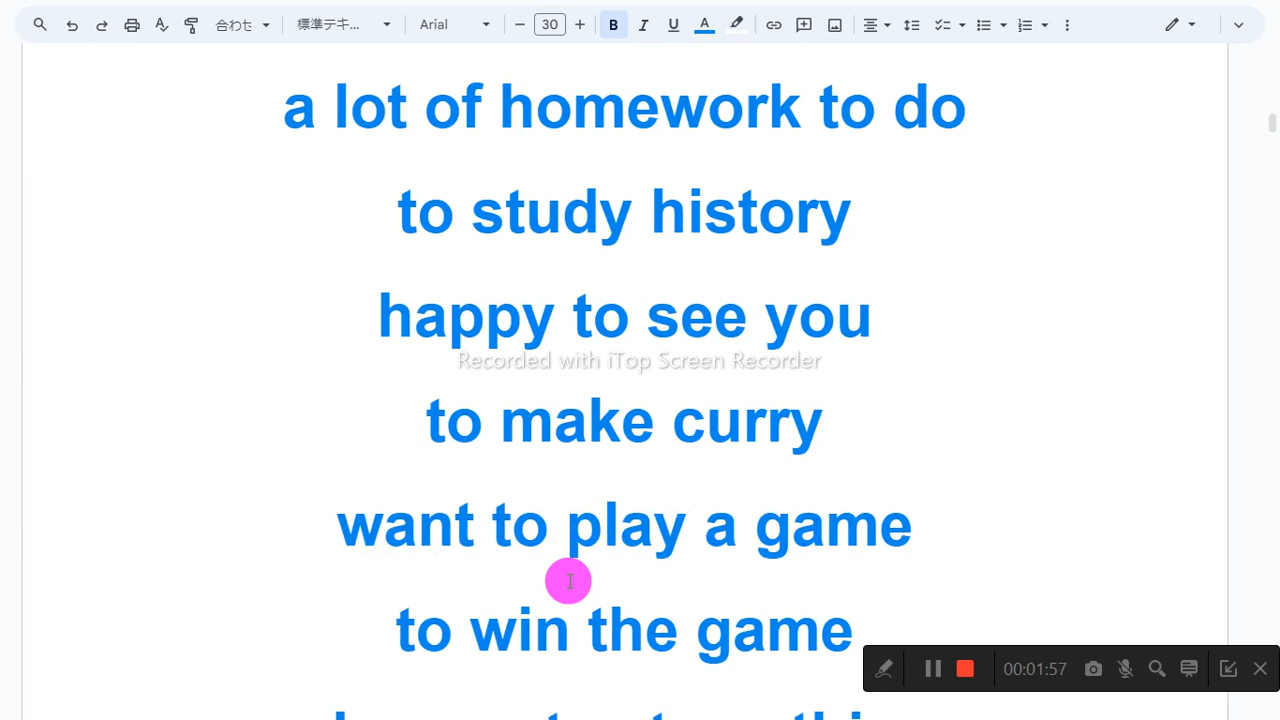 合わせ 標準テキ... Arial 30 B I U A
a lot of homework to do
to study history
happy to see you
Recorded with iTop Screen Recorder
to make curry
want to play a game
to win the game
00:01:57